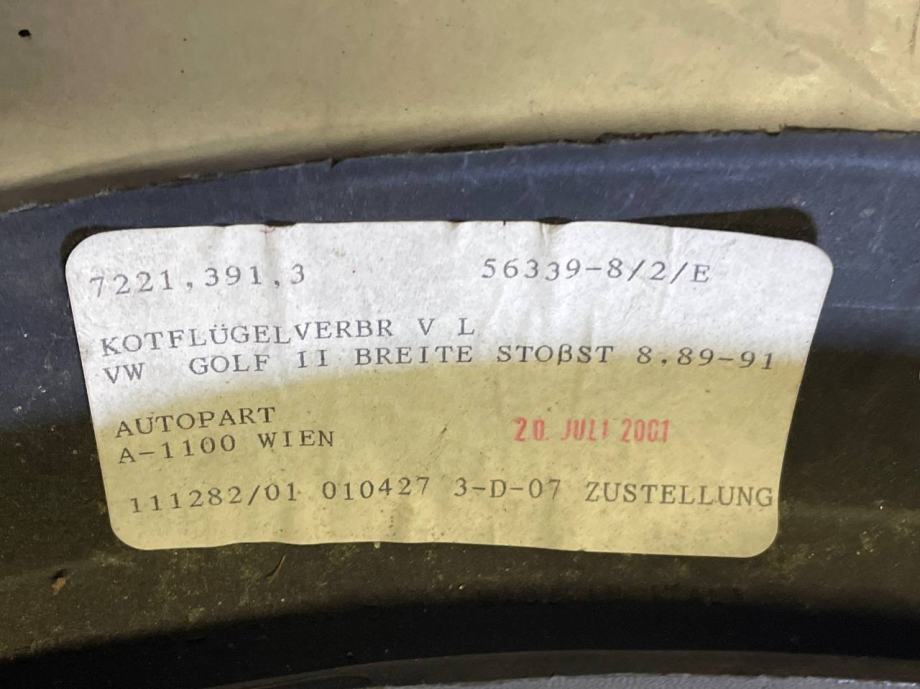 7221,391,3 56339-8/2/E
KOTFLÜGELVERBR V L
VW GOLF II BREITE STOßST 8,89-91
AUTOPART
A-1100 WIEN
20. JULI 2001
111282/01 010427 3-D-07 ZUSTELLUNG